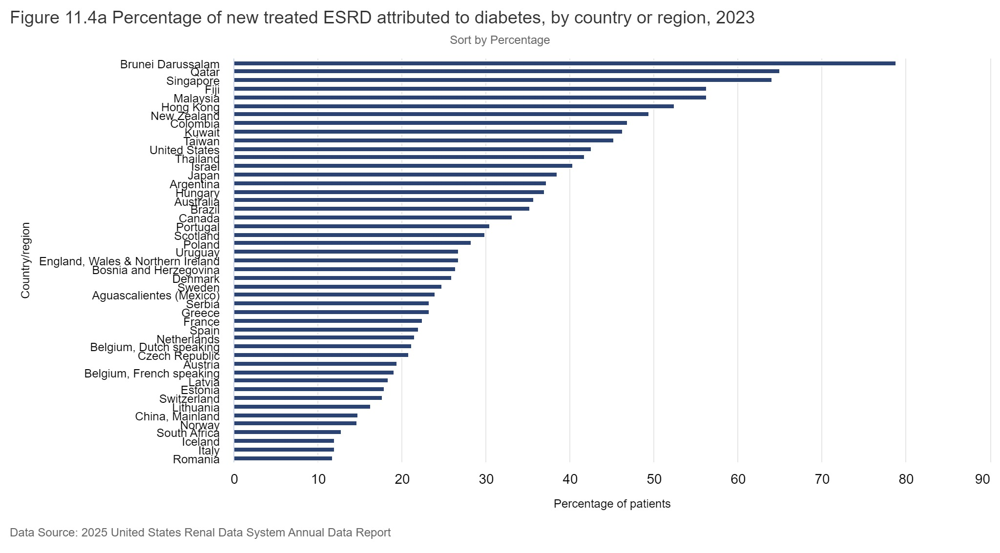 Figure 11.4a Percentage of new treated ESRD attributed to diabetes, by country or region, 2023
Sort by Percentage
Country/region
Brunei Darussalam
Qatar
Singapore
Fiji
Malaysia
Hong Kong
New Zealand
Colombia
Kuwait
Taiwan
United States
Thailand
Israel
Japan
Argentina
Hungary
Australia
Brazil
Canada
Portugal
Scotland
Poland
Uruguay
England, Wales & Northern Ireland
Bosnia and Herzegovina
Denmark
Sweden
Aguascalientes (Mexico)
Serbia
Greece
France
Spain
Netherlands
Belgium, Dutch speaking
Czech Republic
Austria
Belgium, French speaking
Latvia
Estonia
Switzerland
Lithuania
China, Mainland
Norway
South Africa
Iceland
Italy
Romania
0 10 20 30 40 50 60 70 80 90
Percentage of patients
Data Source: 2025 United States Renal Data System Annual Data Report